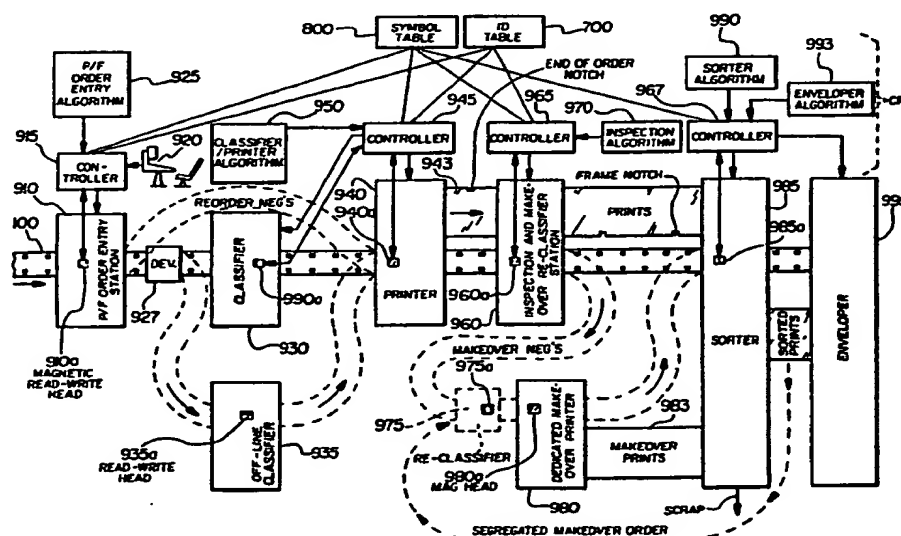 800
SYMBOL TABLE
ID TABLE
700
990
SORTER ALGORITHM
993
ENVELOPER ALGORITHM
P/F ORDER ENTRY ALGORITHM
925
END OF ORDER NOTCH
915
920
950
CLASSIFIER /PRINTER ALGORITHM
945
CONTROLLER
965
CONTROLLER
970
INSPECTION ALGORITHM
967
CONTROLLER
CON- TROLLER
910
940
943
FRAME NOTCH
985
100
REORDER NEG'S
940a
PRINTS
985a
P/F ORDER ENTRY STATION
DEV.
927
CLASSIFIER
990a
PRINTER
INSPECTION AND MAKE- OVER RE-CLASSIFIER STATION
960a
960
SORTER
SORTED PRINTS
ENVELOPER
910a
MAGNETIC READ-WRITE HEAD
930
MAKEOVER NEG'S
975a
975
983
935a
READ-WRITE HEAD
OFF-LINE CLASSIFIER
935
RE-CLASSIFIER
980a
MAG HEAD
DEDICATED MAKE- OVER PRINTER
MAKEOVER PRINTS
980
SCRAP
SEGREGATED MAKEOVER ORDER